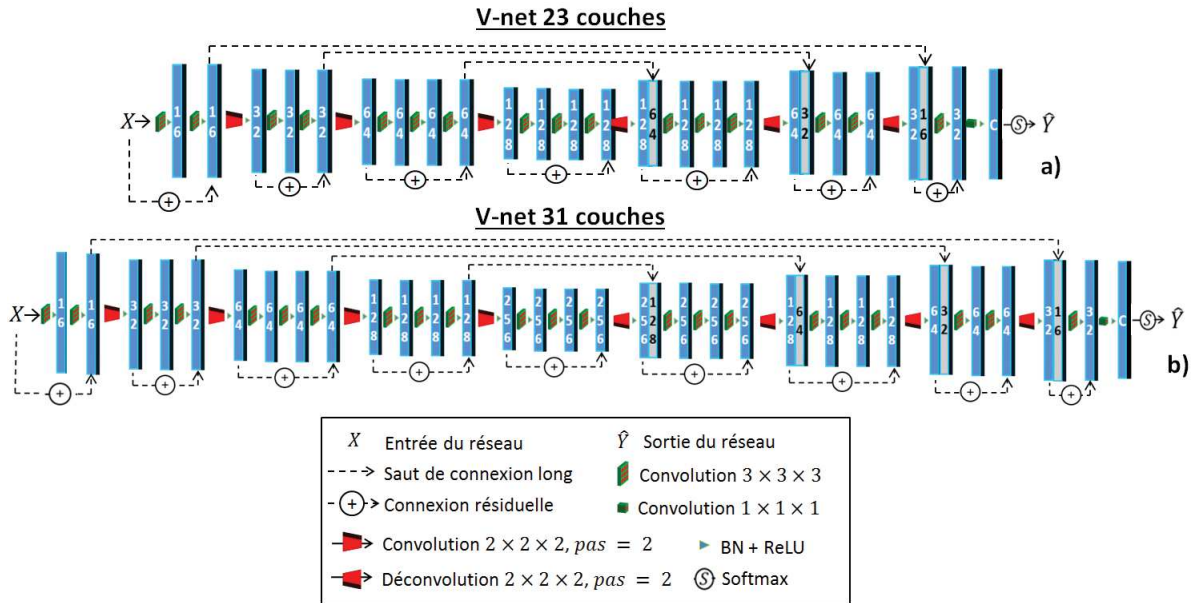 V-net 23 couches
X 16 16 32 32 32 64 64 64 64 128 128 128 128 128 64 128 128 128 64 32 64 64 32 16 32 C S Ŷ
a)
V-net 31 couches
X 16 16 32 32 32 64 64 64 64 128 128 128 128 256 256 256 256 256 128 256 256 256 128 64 128 128 128 64 32 64 64 32 16 32 C S Ŷ
b)
X Entrée du réseau
Saut de connexion long
Connexion résiduelle
Convolution 2 × 2 × 2, pas = 2
Déconvolution 2 × 2 × 2, pas = 2
Ŷ Sortie du réseau
Convolution 3 × 3 × 3
Convolution 1 × 1 × 1
BN + ReLU
S Softmax